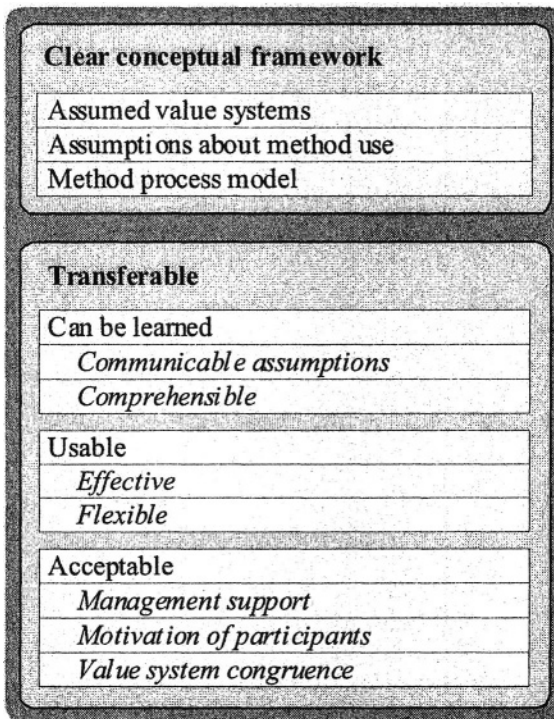 Clear conceptual framework
Assumed value systems
Assumptions about method use
Method process model
Transferable
Can be learned
Communicable assumptions
Comprehensible
Usable
Effective
Flexible
Acceptable
Management support
Motivation of participants
Value system congruence